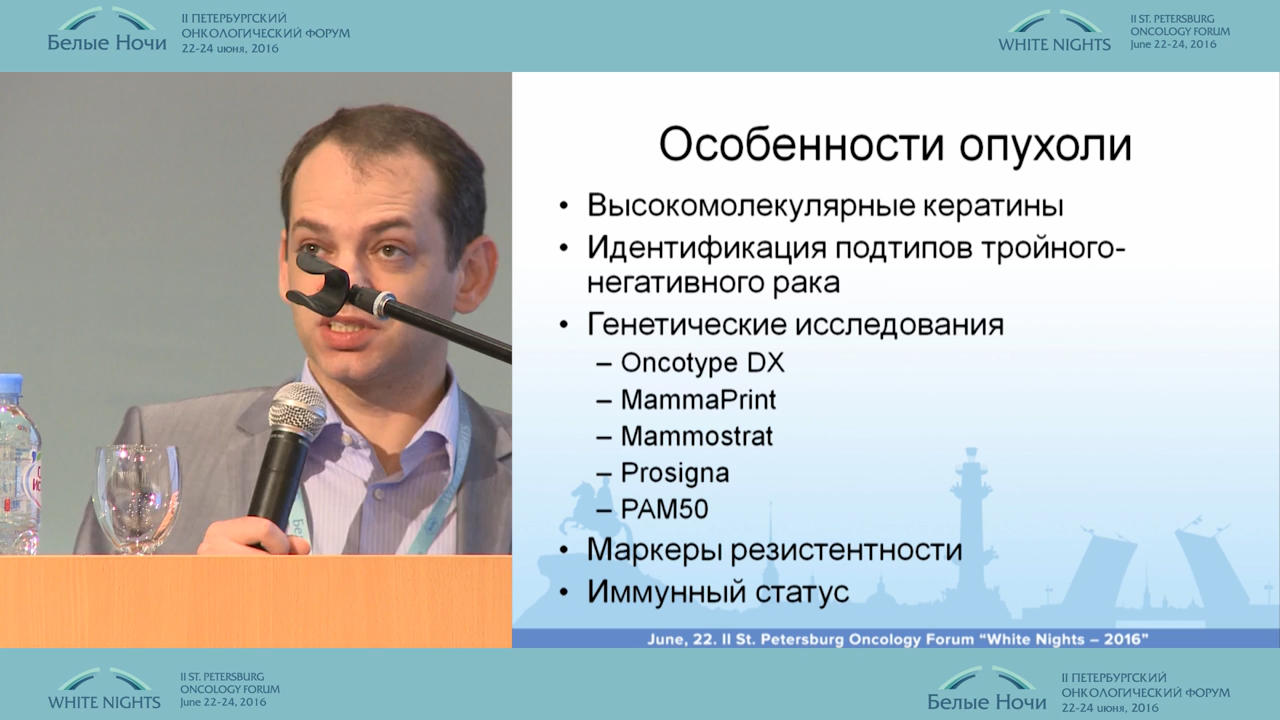 Белые Ночи
II ПЕТЕРБУРГСКИЙ
ОНКОЛОГИЧЕСКИЙ ФОРУМ
22-24 июня, 2016
WHITE NIGHTS
II ST. PETERSBURG
ONCOLOGY FORUM
June 22-24, 2016
Особенности опухоли
• Высокомолекулярные кератины
• Идентификация подтипов тройного-
негативного рака
• Генетические исследования
– Oncotype DX
– MammaPrint
– Mammostrat
– Prosigna
– PAM50
• Маркеры резистентности
• Иммунный статус
June, 22. II St. Petersburg Oncology Forum “White Nights – 2016”
WHITE NIGHTS
II ST. PETERSBURG
ONCOLOGY FORUM
June 22-24, 2016
Белые Ночи
II ПЕТЕРБУРГСКИЙ
ОНКОЛОГИЧЕСКИЙ ФОРУМ
22-24 июня, 2016